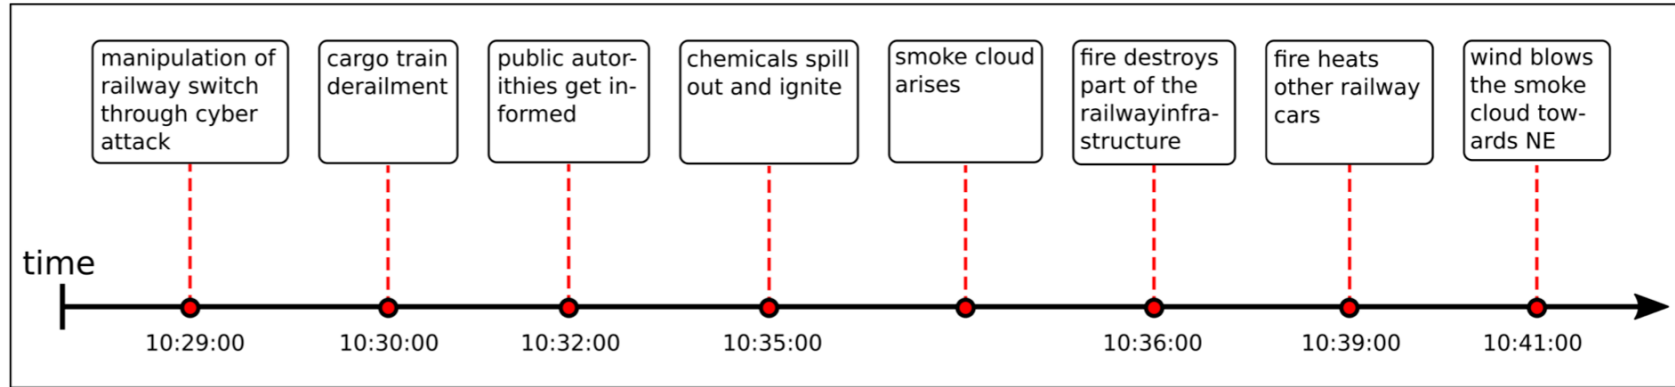 manipulation of
railway switch
through cyber
attack
cargo train
derailment
public autor-
ithies get in-
formed
chemicals spill
out and ignite
smoke cloud
arises
fire destroys
part of the
railwayinfra-
structure
fire heats
other railway
cars
wind blows
the smoke
cloud tow-
ards NE
time
10:29:00
10:30:00
10:32:00
10:35:00
10:36:00
10:39:00
10:41:00